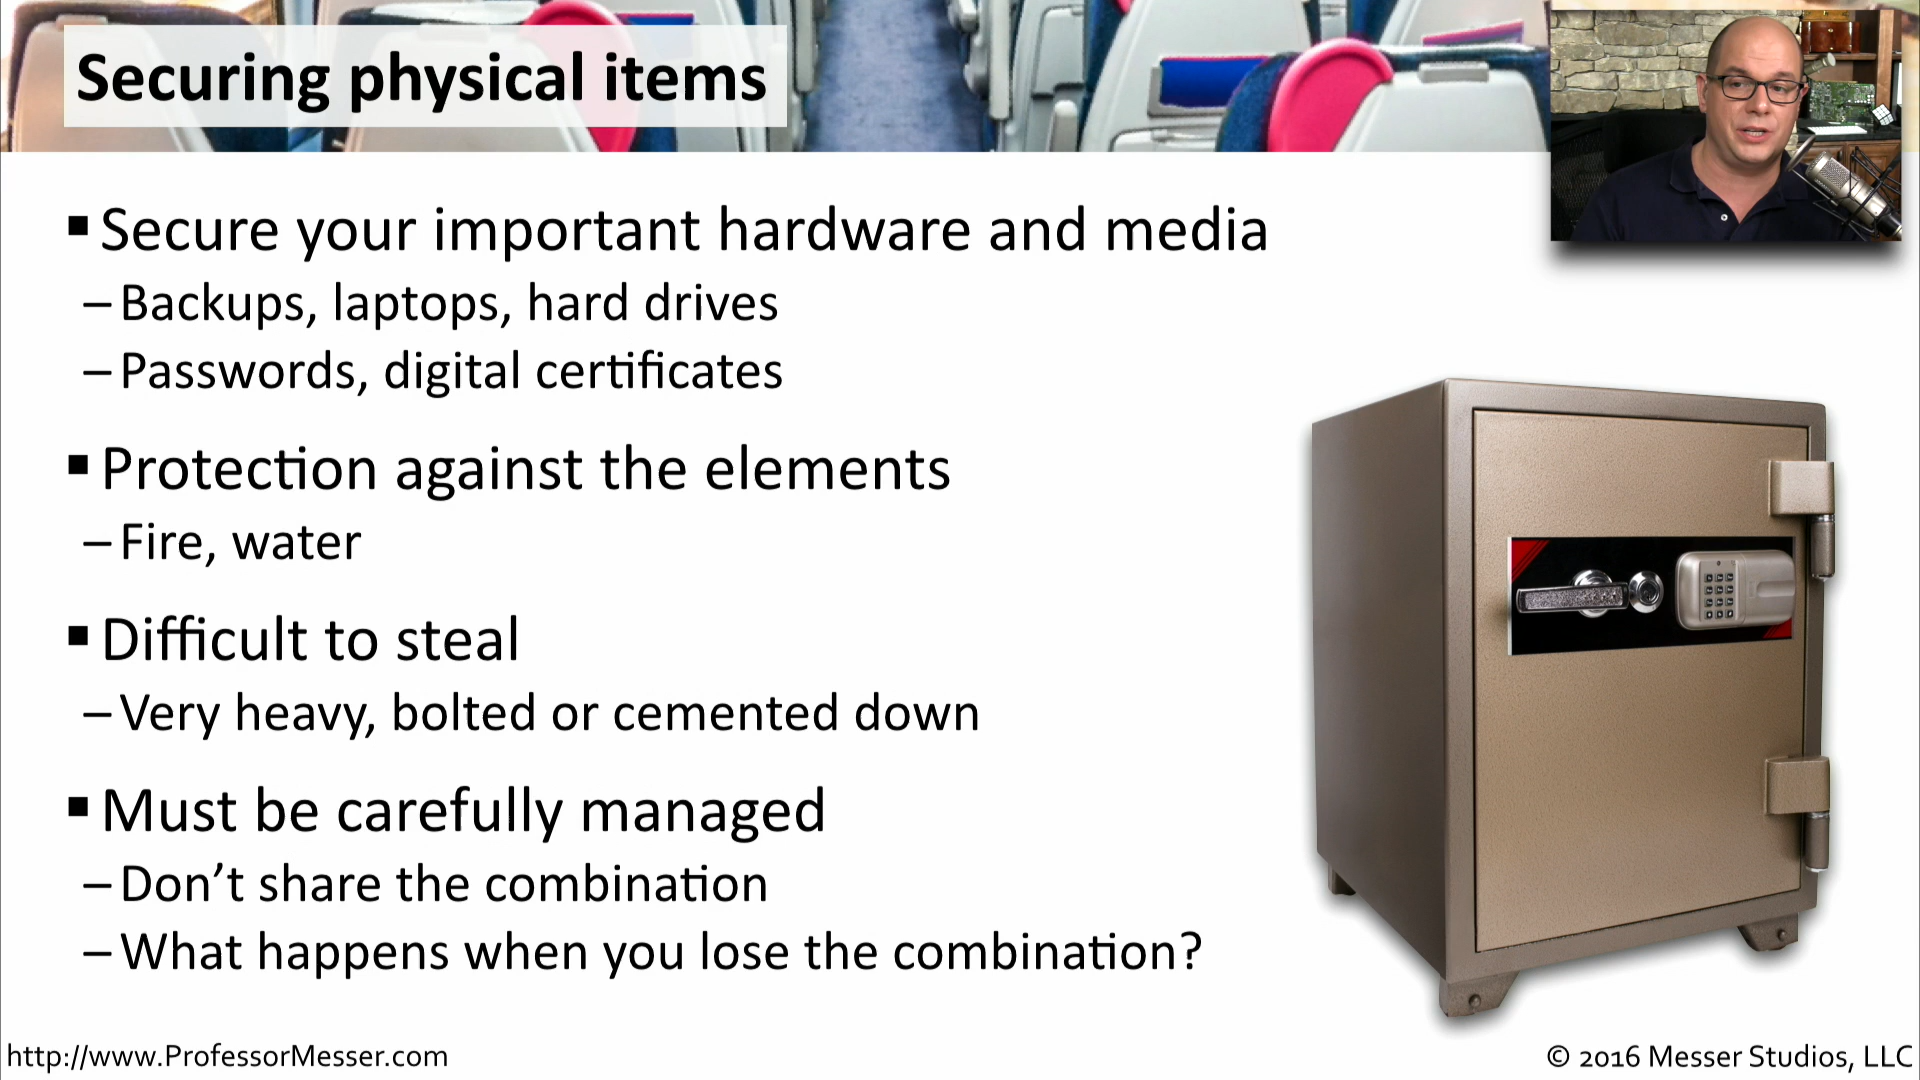 Securing physical items
▪ Secure your important hardware and media
– Backups, laptops, hard drives
– Passwords, digital certificates
▪ Protection against the elements
– Fire, water
▪ Difficult to steal
– Very heavy, bolted or cemented down
▪ Must be carefully managed
– Don’t share the combination
– What happens when you lose the combination?
http://www.ProfessorMesser.com
© 2016 Messer Studios, LLC